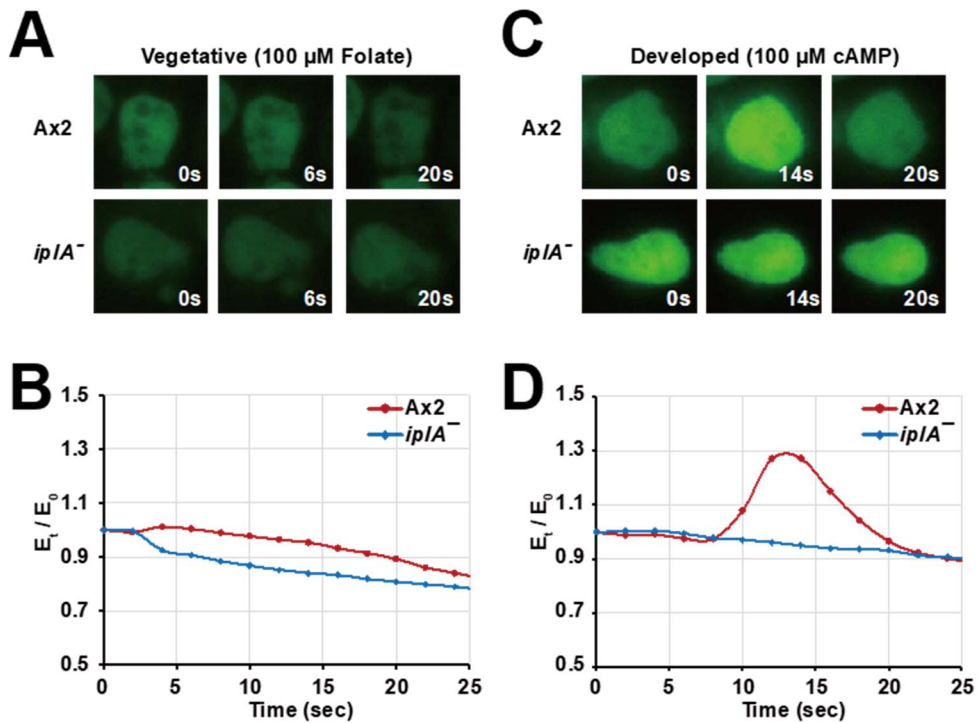 A
Vegetative (100 µM Folate)
Ax2
0s
6s
20s
iplA⁻
0s
6s
20s
C
Developed (100 µM cAMP)
Ax2
0s
14s
20s
iplA⁻
0s
14s
20s
B
1.5
1.3
1.1
0.9
0.7
0.5
Eₜ / E₀
Ax2
iplA⁻
0 5 10 15 20 25
Time (sec)
D
1.5
1.3
1.1
0.9
0.7
0.5
Eₜ / E₀
Ax2
iplA⁻
0 5 10 15 20 25
Time (sec)